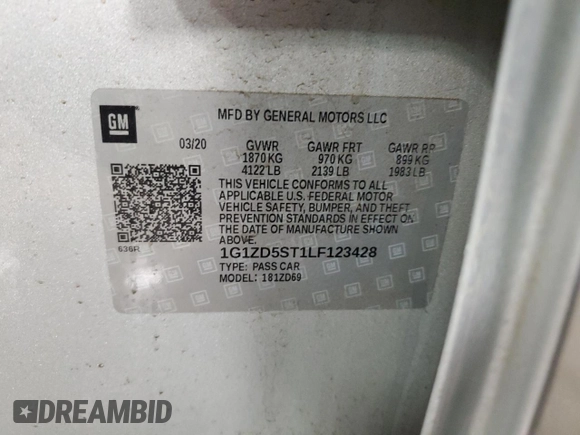 GM
MFD BY GENERAL MOTORS LLC
03/20 GVWR GAWR FRT GAWR RR
1870 KG 970 KG 899 KG
4122 LB 2139 LB 1983 LB
THIS VEHICLE CONFORMS TO ALL
APPLICABLE U.S. FEDERAL MOTOR
VEHICLE SAFETY, BUMPER, AND THEFT
PREVENTION STANDARDS IN EFFECT ON
THE DATE OF MANUFACTURE SHOWN ABOVE.
636R
1G1ZD5ST1LF123428
TYPE: PASS CAR
MODEL: 181ZD69
DREAMBID